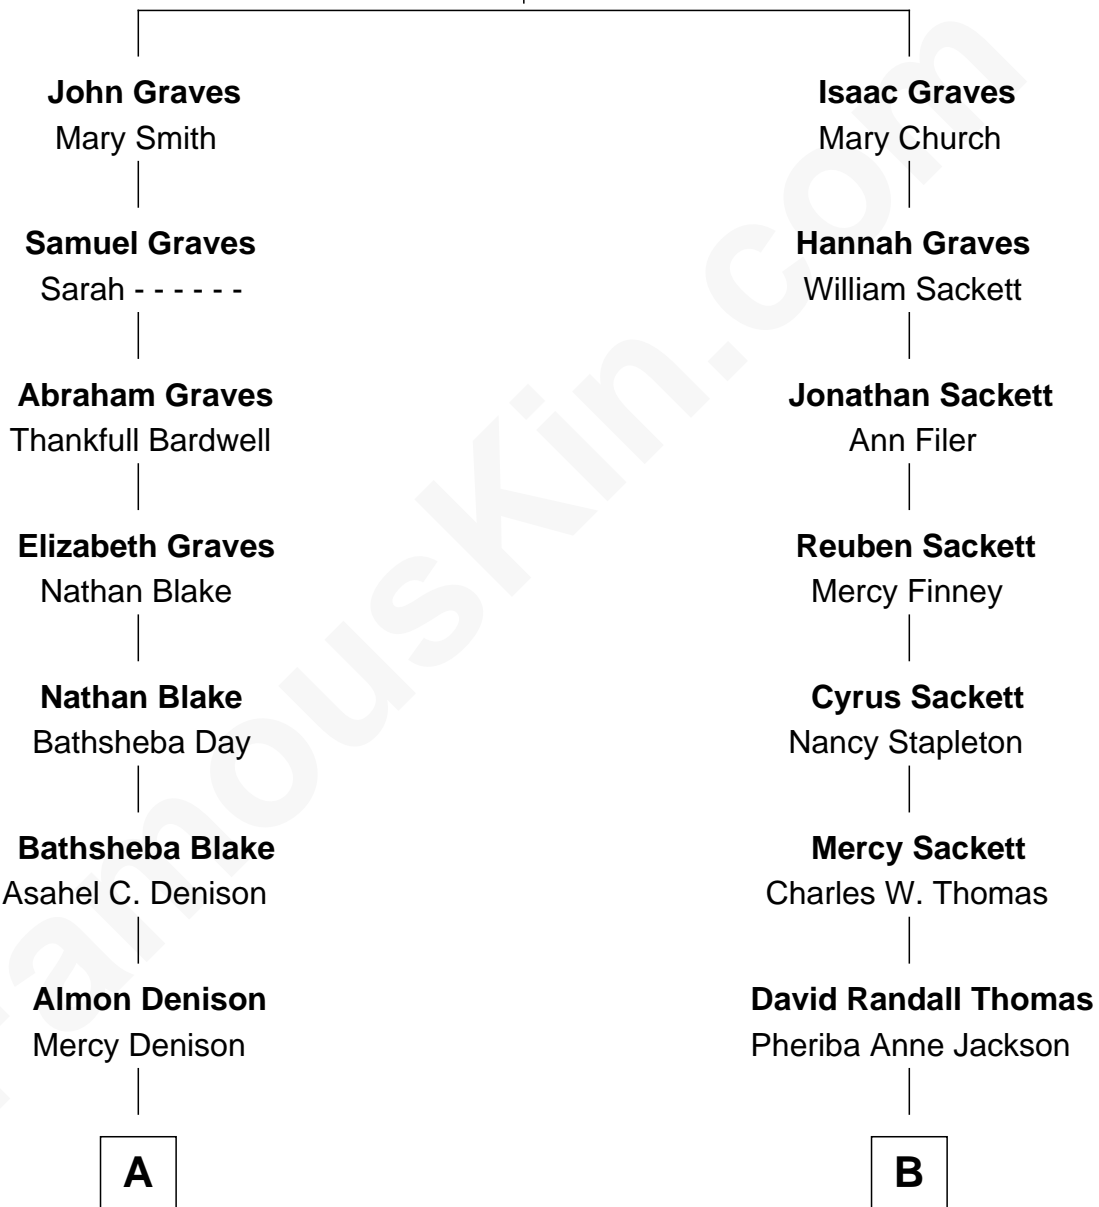 John Graves
Mary Smith
Isaac Graves
Mary Church
Samuel Graves
Sarah - - - - - -
Hannah Graves
William Sackett
Abraham Graves
Thankfull Bardwell
Jonathan Sackett
Ann Filer
Elizabeth Graves
Nathan Blake
Reuben Sackett
Mercy Finney
Nathan Blake
Bathsheba Day
Cyrus Sackett
Nancy Stapleton
Bathsheba Blake
Asahel C. Denison
Mercy Sackett
Charles W. Thomas
Almon Denison
Mercy Denison
David Randall Thomas
Pheriba Anne Jackson
A
B
FamousKin.com